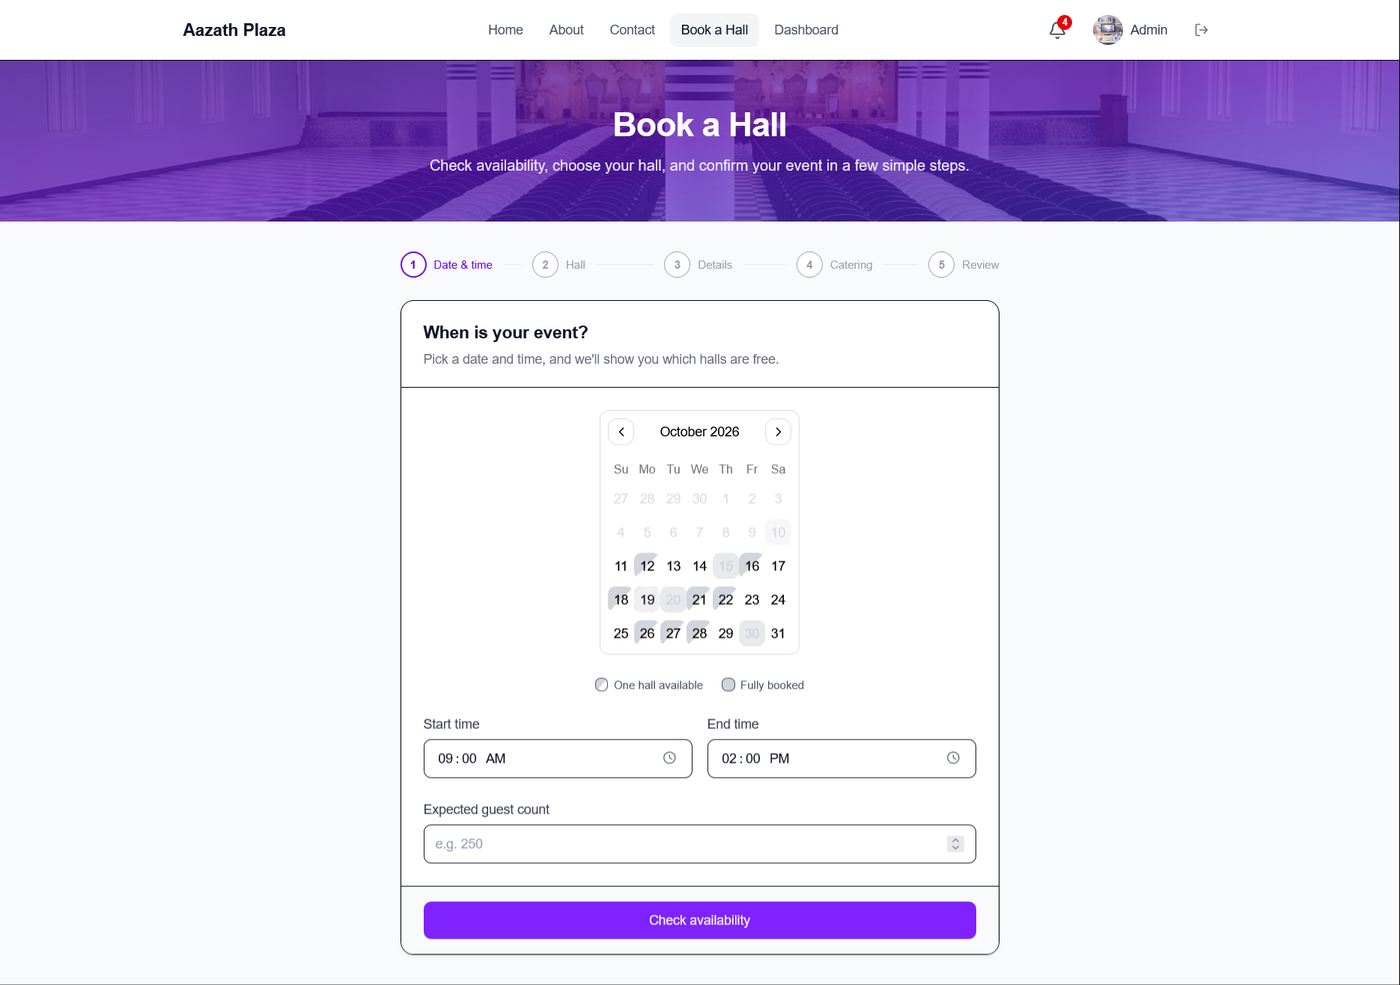 Aazath Plaza
Home About Contact Book a Hall Dashboard
4
Admin
Book a Hall
Check availability, choose your hall, and confirm your event in a few simple steps.
1 Date & time 2 Hall 3 Details 4 Catering 5 Review
When is your event?
Pick a date and time, and we'll show you which halls are free.
October 2026
Su Mo Tu We Th Fr Sa
27 28 29 30 1 2 3
4 5 6 7 8 9 10
11 12 13 14 15 16 17
18 19 20 21 22 23 24
25 26 27 28 29 30 31
One hall available Fully booked
Start time End time
09:00 AM 02:00 PM
Expected guest count
e.g. 250
Check availability